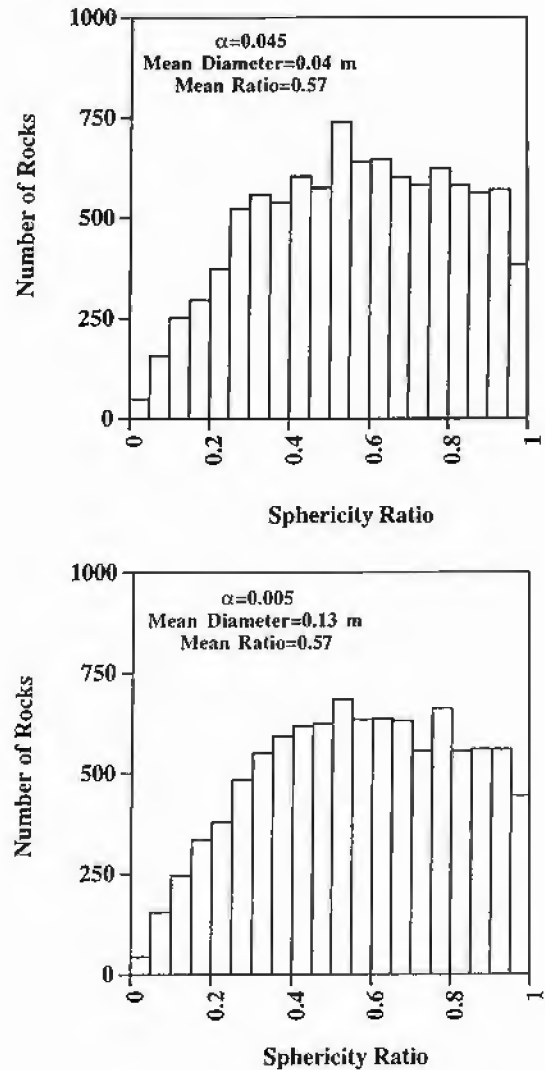 1000
750
500
250
0
Number of Rocks
α=0.045
Mean Diameter=0.04 m
Mean Ratio=0.57
0
0.2
0.4
0.6
0.8
1
Sphericity Ratio
1000
750
500
250
0
Number of Rocks
α=0.005
Mean Diameter=0.13 m
Mean Ratio=0.57
0
0.2
0.4
0.6
0.8
1
Sphericity Ratio